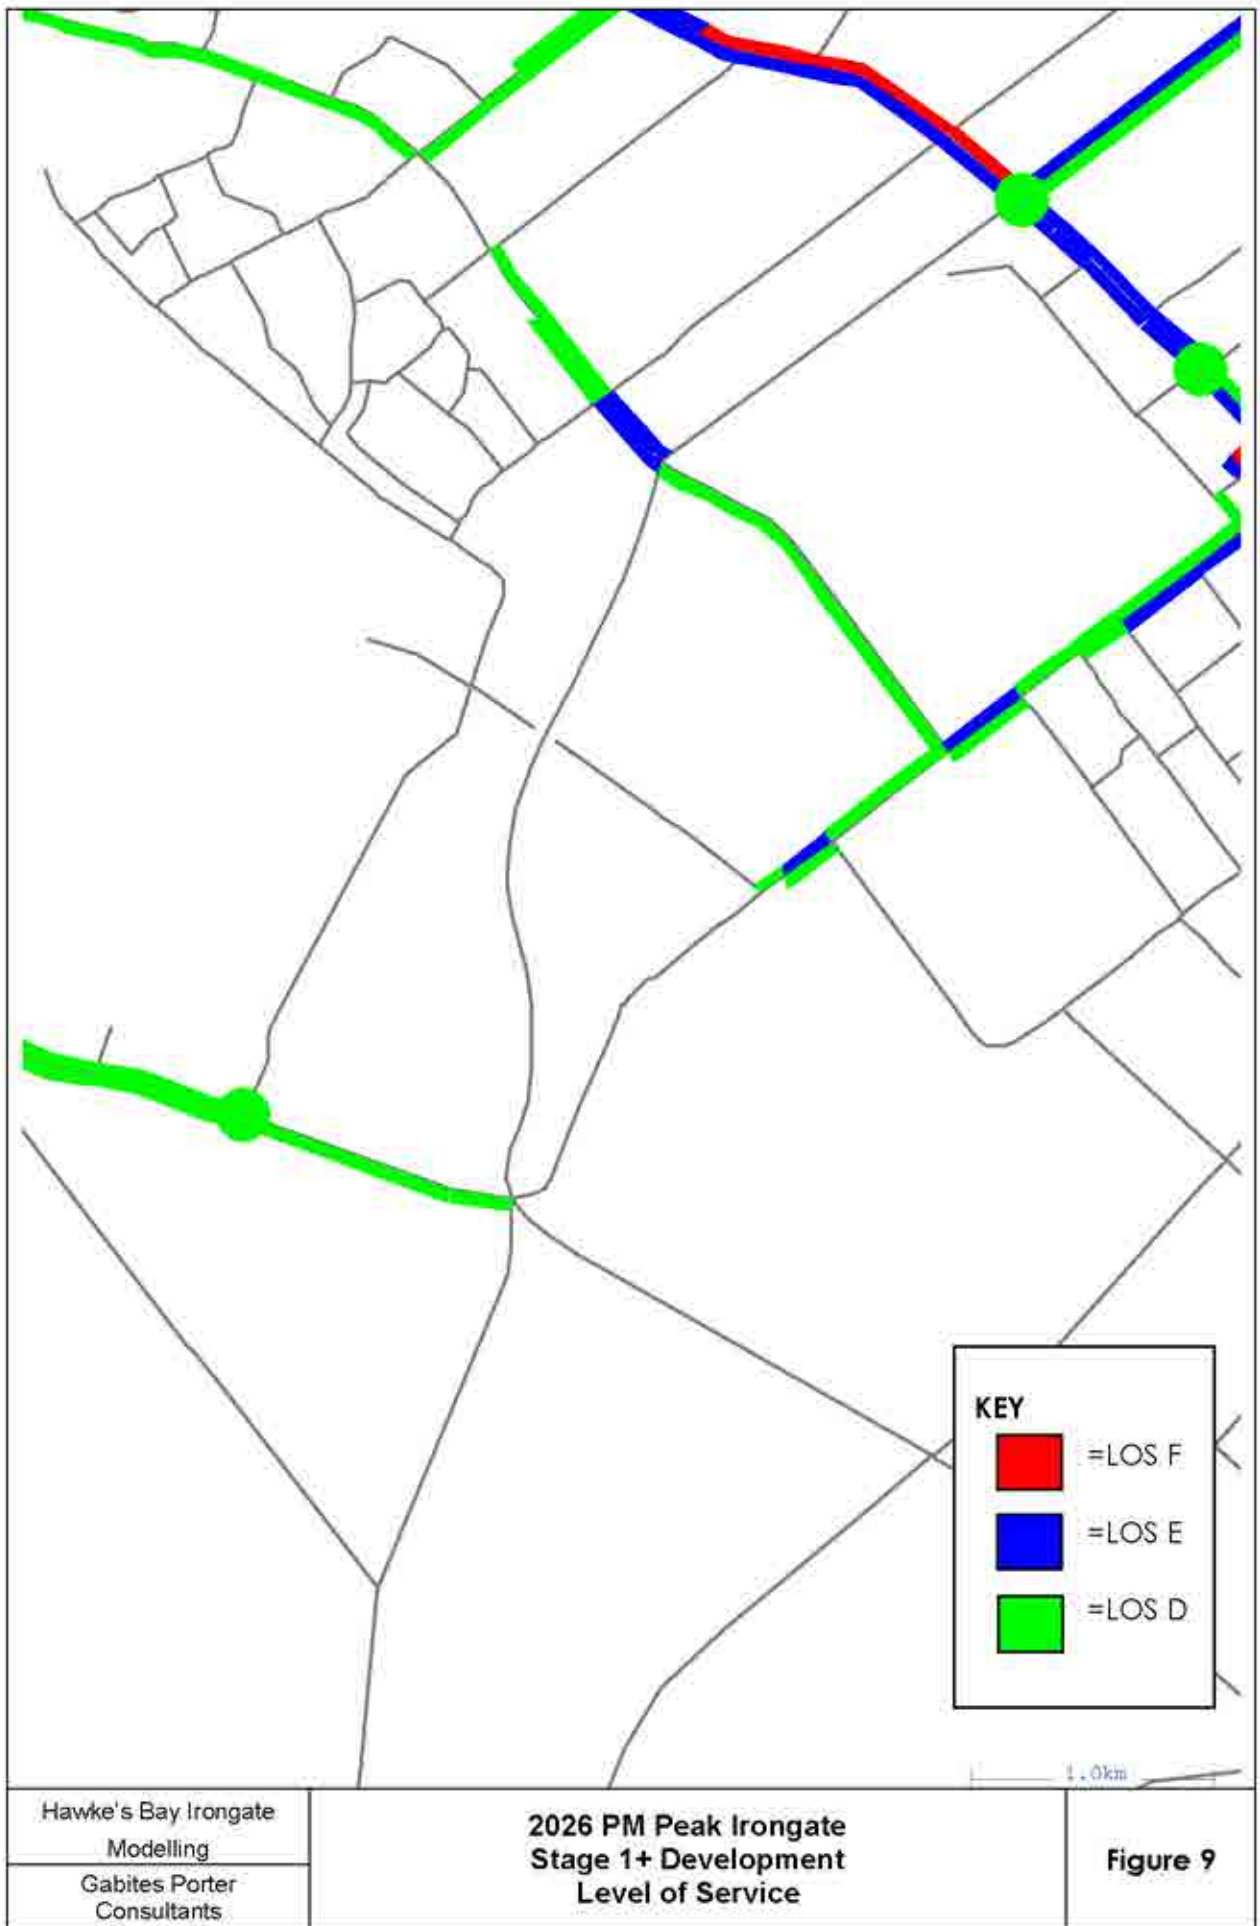 KEY
=LOS F
=LOS E
=LOS D
1.0km
Hawke's Bay Irongate
Modelling
Gabites Porter
Consultants
2026 PM Peak Irongate
Stage 1+ Development
Level of Service
Figure 9